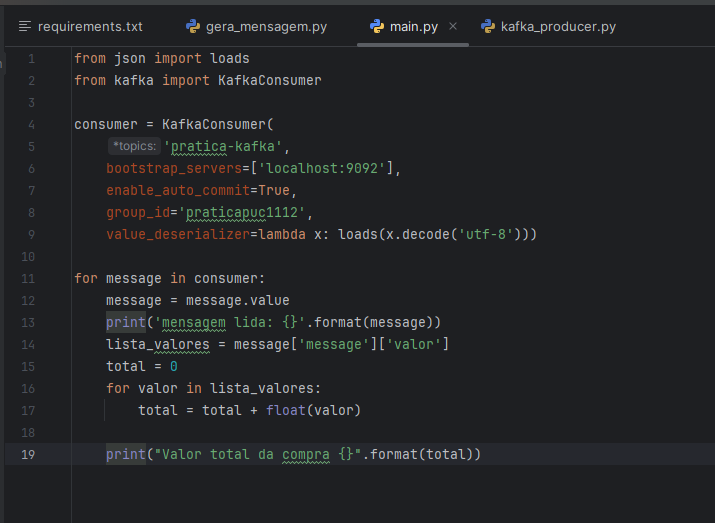 requirements.txt gera_mensagem.py main.py × kafka_producer.py
1 from json import loads
2 from kafka import KafkaConsumer
3
4 consumer = KafkaConsumer(
5 *topics: 'pratica-kafka',
6 bootstrap_servers=['localhost:9092'],
7 enable_auto_commit=True,
8 group_id='praticapuc1112',
9 value_deserializer=lambda x: loads(x.decode('utf-8')))
10
11 for message in consumer:
12 message = message.value
13 print('mensagem lida: {}'.format(message))
14 lista_valores = message['message']['valor']
15 total = 0
16 for valor in lista_valores:
17 total = total + float(valor)
18
19 print("Valor total da compra {}".format(total))